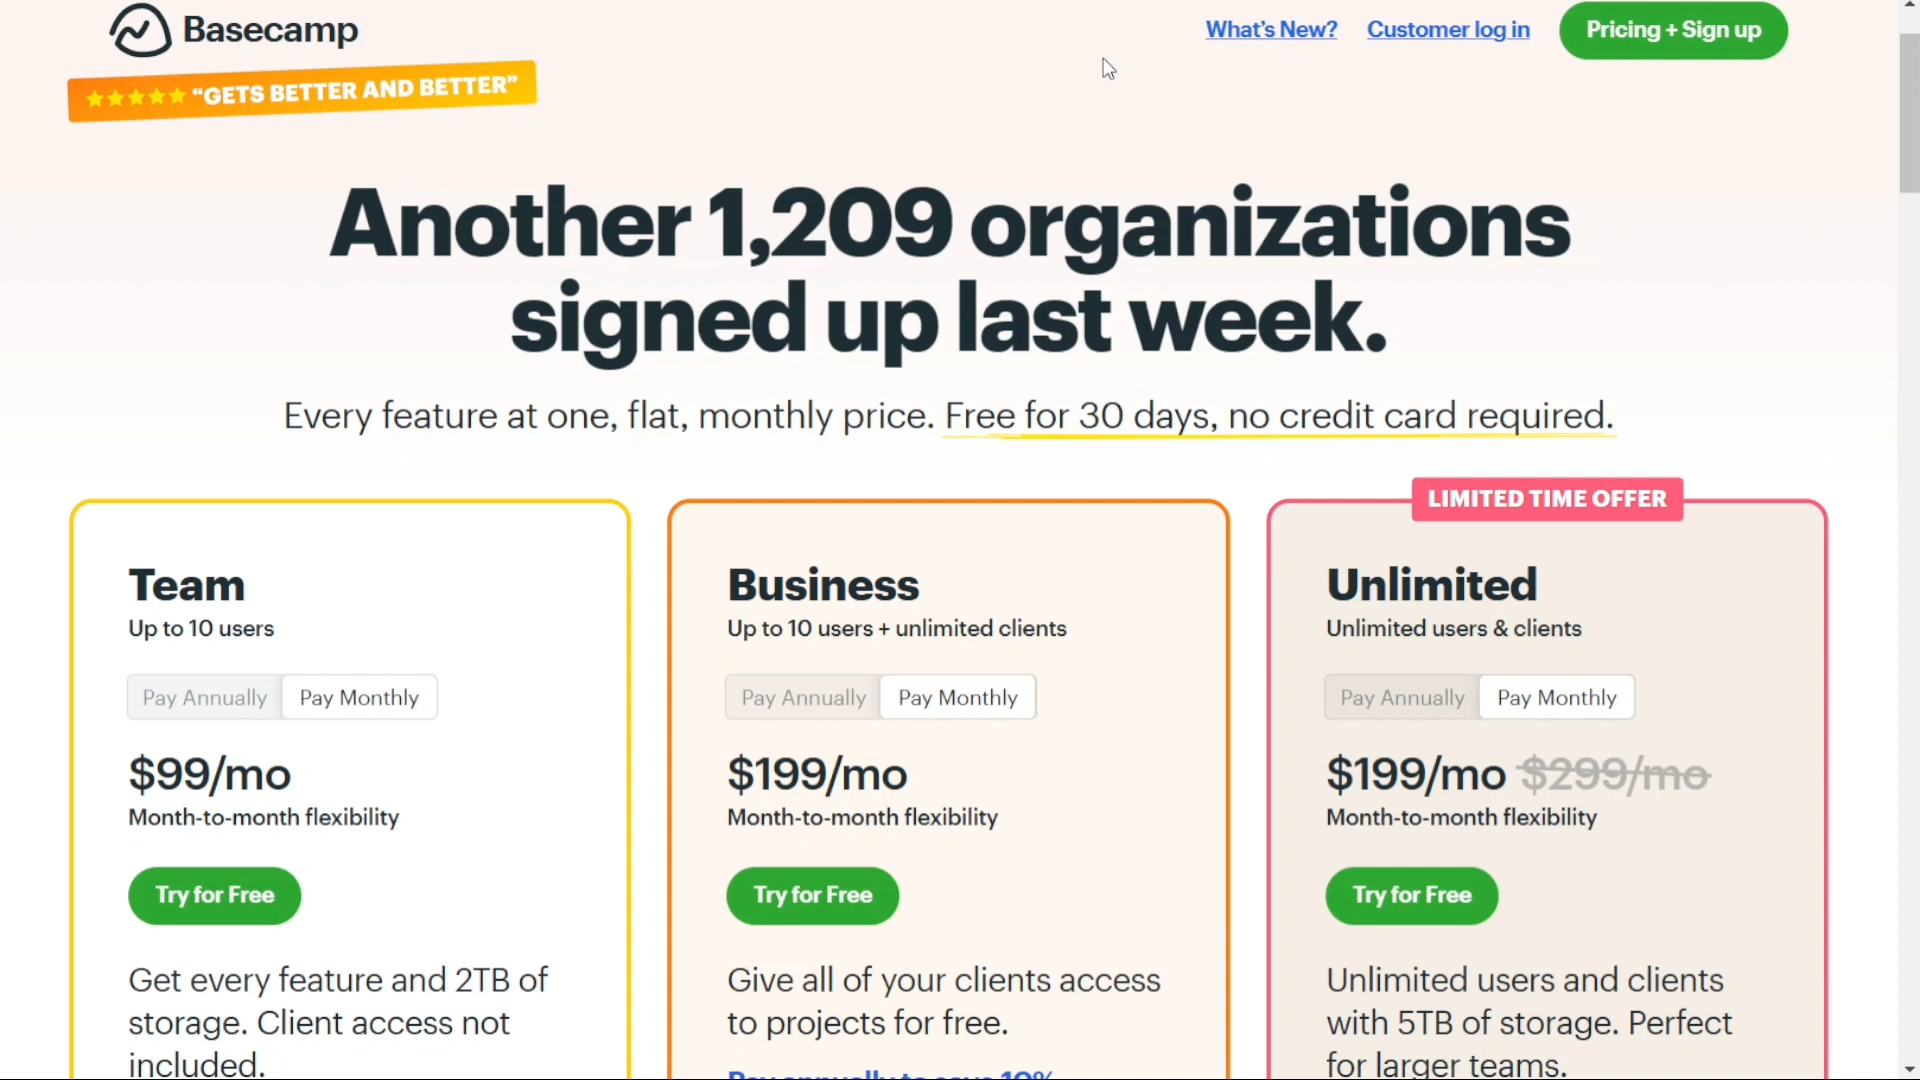 Basecamp
What's New?
Customer log in
Pricing + Sign up
★★★★★ “GETS BETTER AND BETTER”
Another 1,209 organizations
signed up last week.
Every feature at one, flat, monthly price. Free for 30 days, no credit card required.
Team
Up to 10 users
Pay Annually Pay Monthly
$99/mo
Month-to-month flexibility
Try for Free
Get every feature and 2TB of
storage. Client access not
included.
Business
Up to 10 users + unlimited clients
Pay Annually Pay Monthly
$199/mo
Month-to-month flexibility
Try for Free
Give all of your clients access
to projects for free.
Pay annually to save 10%
LIMITED TIME OFFER
Unlimited
Unlimited users & clients
Pay Annually Pay Monthly
$199/mo $299/mo
Month-to-month flexibility
Try for Free
Unlimited users and clients
with 5TB of storage. Perfect
for larger teams.